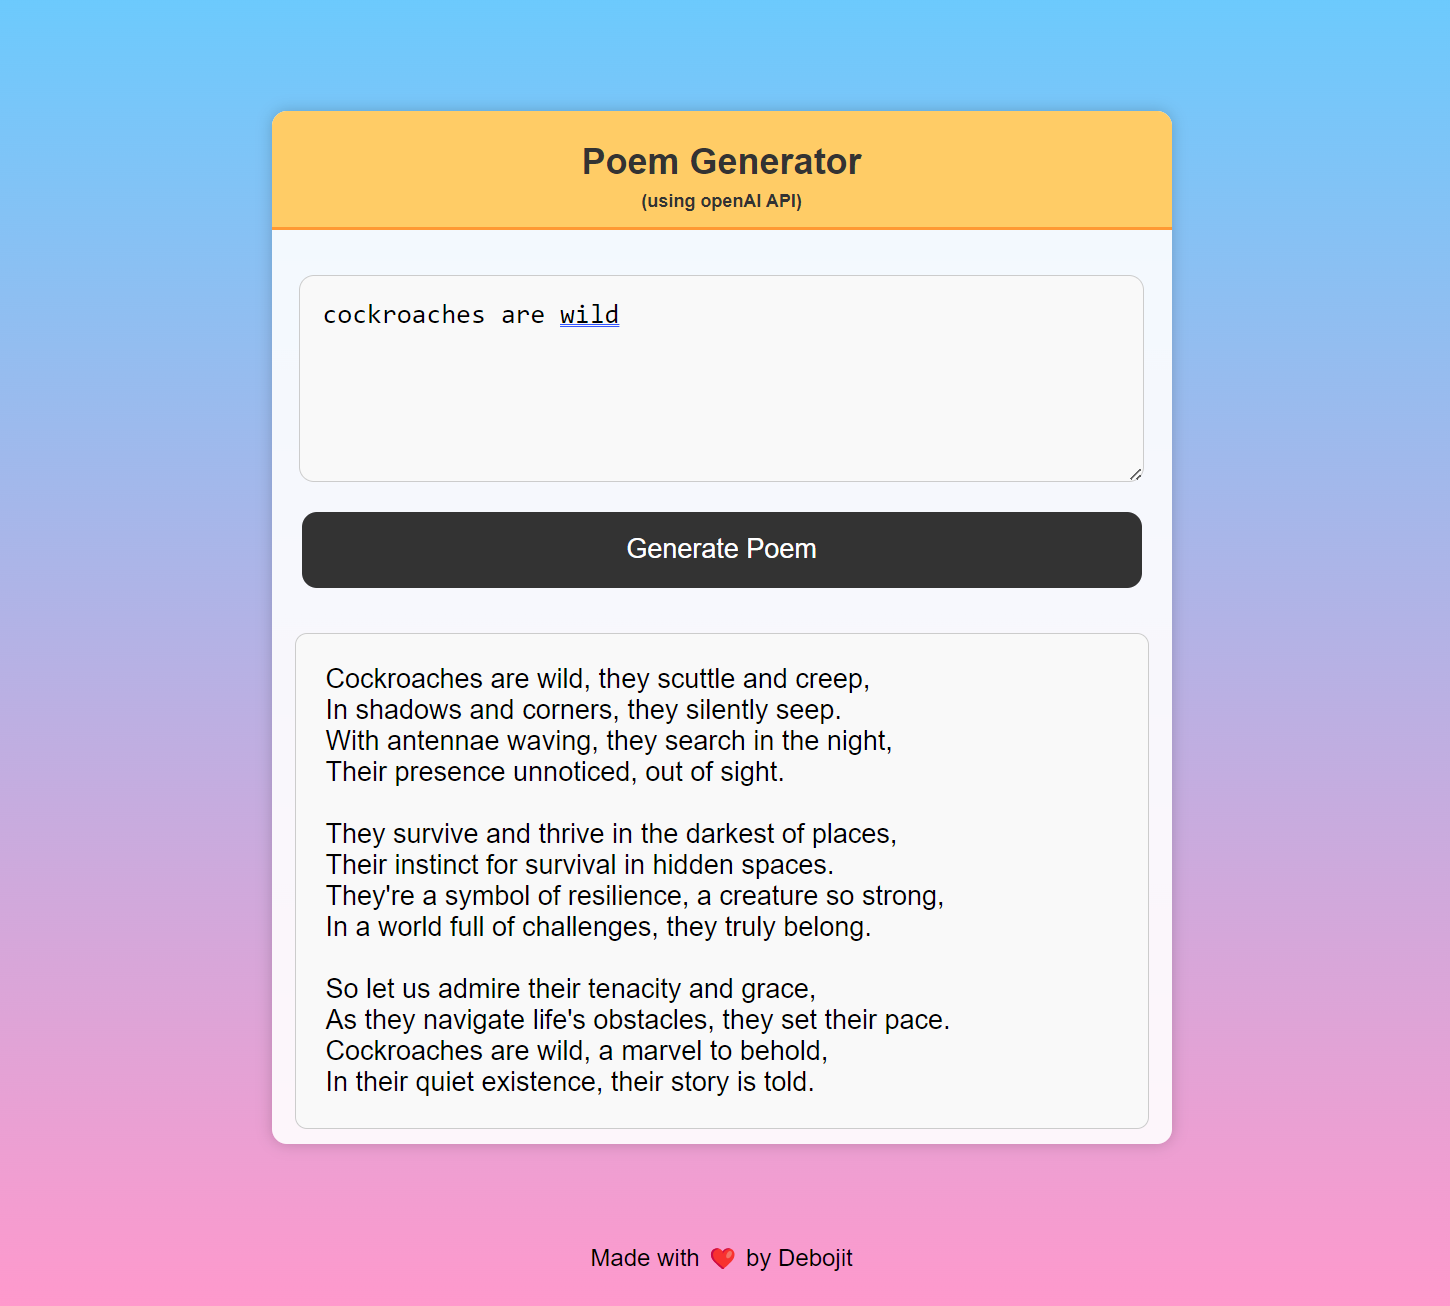 Poem Generator
(using openAI API)
cockroaches are wild
Generate Poem
Cockroaches are wild, they scuttle and creep,
In shadows and corners, they silently seep.
With antennae waving, they search in the night,
Their presence unnoticed, out of sight.
They survive and thrive in the darkest of places,
Their instinct for survival in hidden spaces.
They're a symbol of resilience, a creature so strong,
In a world full of challenges, they truly belong.
So let us admire their tenacity and grace,
As they navigate life's obstacles, they set their pace.
Cockroaches are wild, a marvel to behold,
In their quiet existence, their story is told.
Made with ❤️ by Debojit